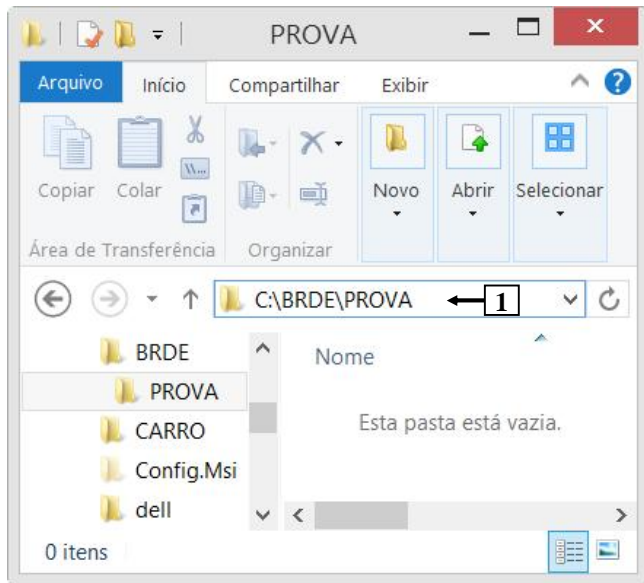 PROVA
Arquivo Início Compartilhar Exibir
Copiar Colar Novo Abrir Selecionar
Área de Transferência Organizar
C:\BRDE\PROVA 1
BRDE
PROVA
CARRO
Config.Msi
dell
Nome
Esta pasta está vazia.
0 itens